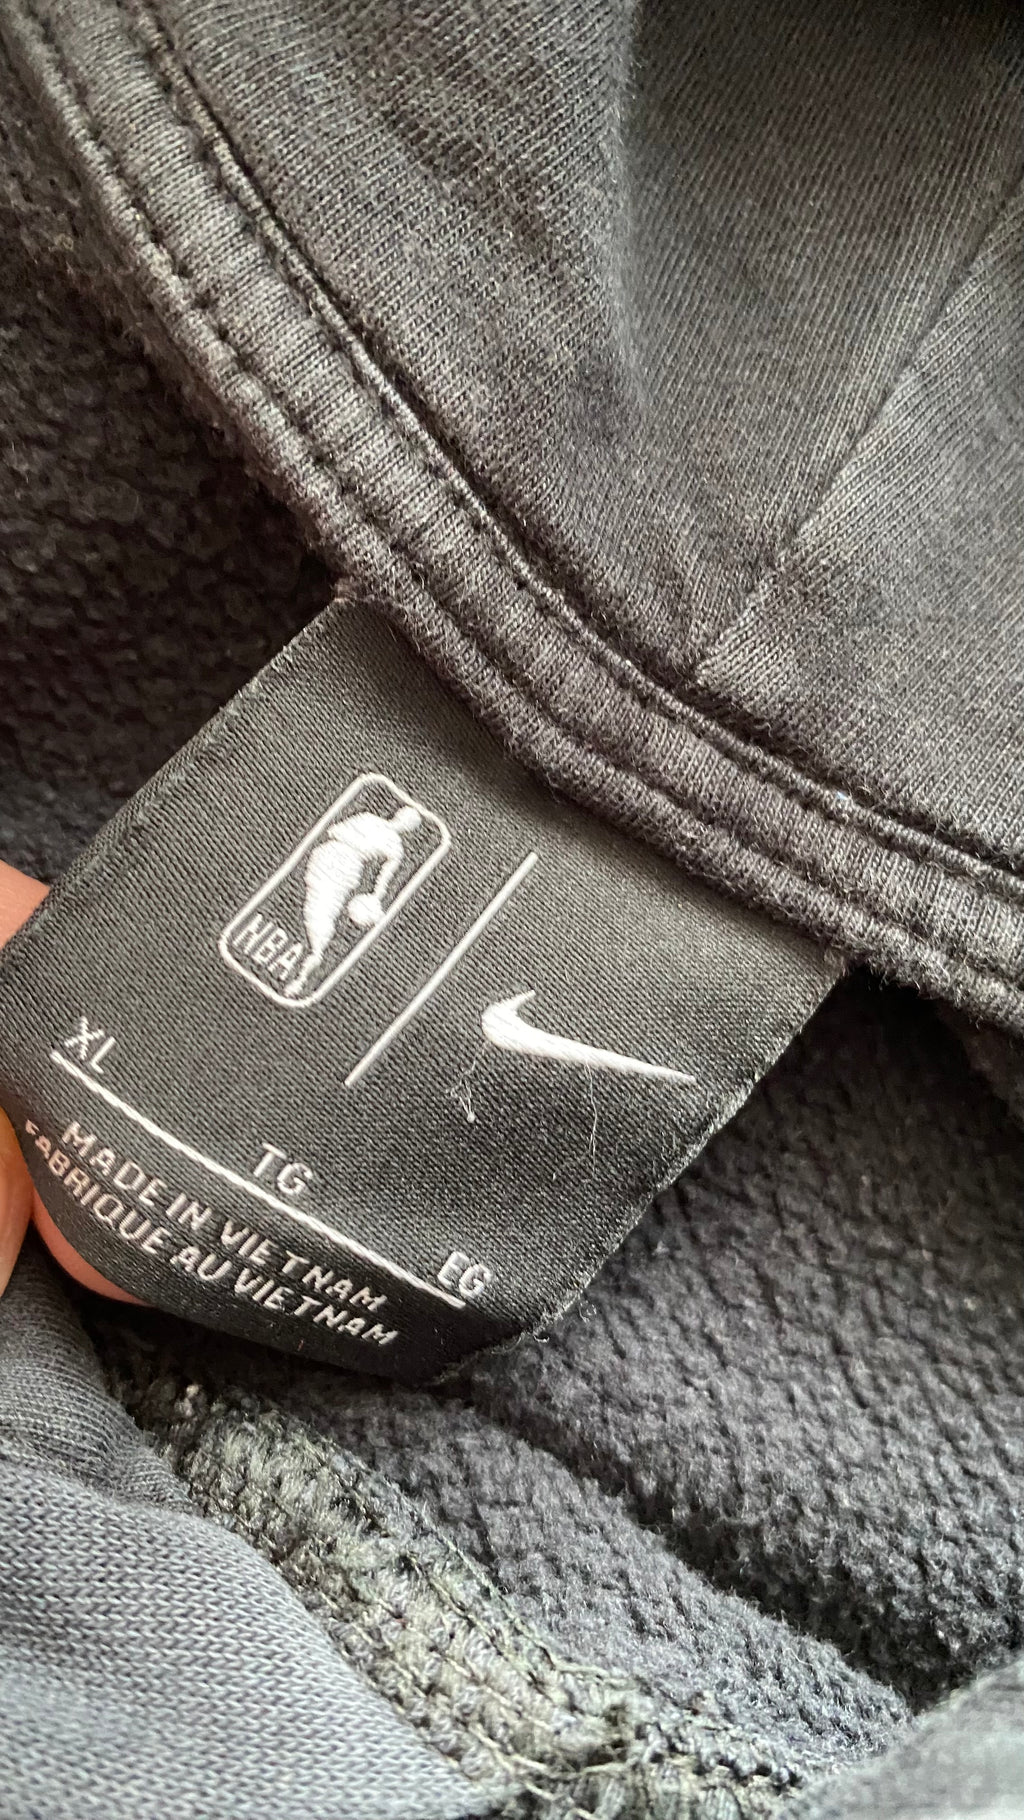 NBA
XL TG EG
MADE IN VIETNAM
FABRIQUE AU VIETNAM